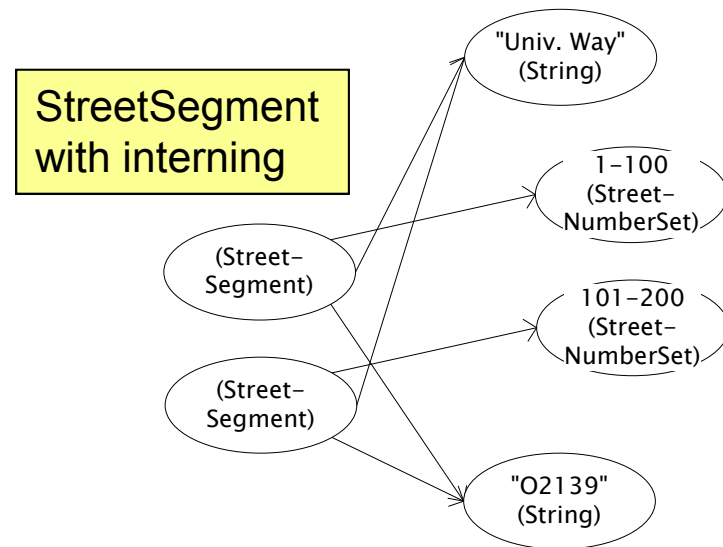 StreetSegment
with interning
"Univ. Way"
(String)
1-100
(Street-
NumberSet)
(Street-
Segment)
101-200
(Street-
NumberSet)
(Street-
Segment)
"O2139"
(String)